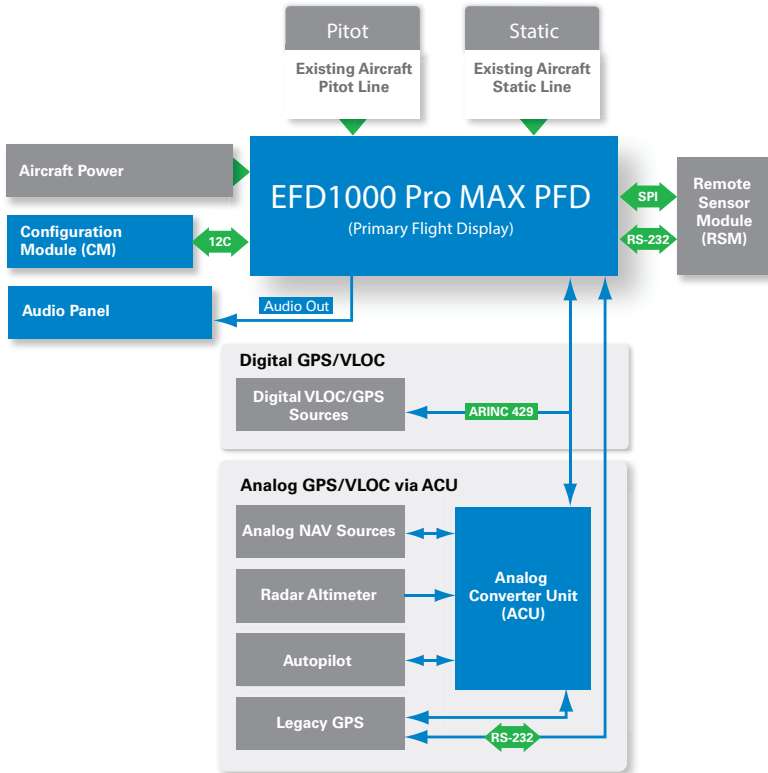 Pitot
Static
Existing Aircraft
Pitot Line
Existing Aircraft
Static Line
Aircraft Power
EFD1000 Pro MAX PFD
(Primary Flight Display)
SPI
RS-232
Remote
Sensor
Module
(RSM)
Configuration
Module (CM)
12C
Audio Panel
Audio Out
Digital GPS/VLOC
Digital VLOC/GPS
Sources
ARINC 429
Analog GPS/VLOC via ACU
Analog NAV Sources
Radar Altimeter
Analog
Converter Unit
(ACU)
Autopilot
Legacy GPS
RS-232